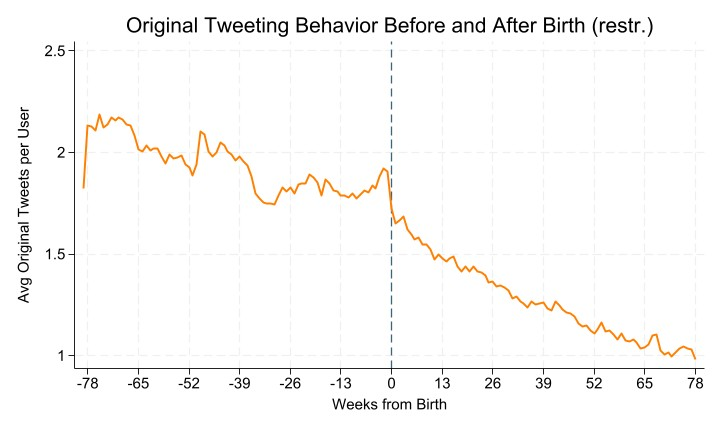 Original Tweeting Behavior Before and After Birth (restr.)
Avg Original Tweets per User
2.5
2
1.5
1
-78 -65 -52 -39 -26 -13 0 13 26 39 52 65 78
Weeks from Birth